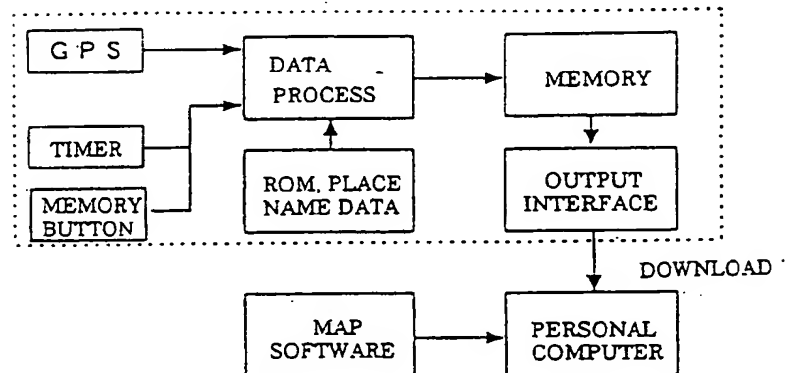 G P S
DATA
PROCESS
MEMORY
TIMER
MEMORY
BUTTON
ROM, PLACE
NAME DATA
OUTPUT
INTERFACE
DOWNLOAD
MAP
SOFTWARE
PERSONAL
COMPUTER